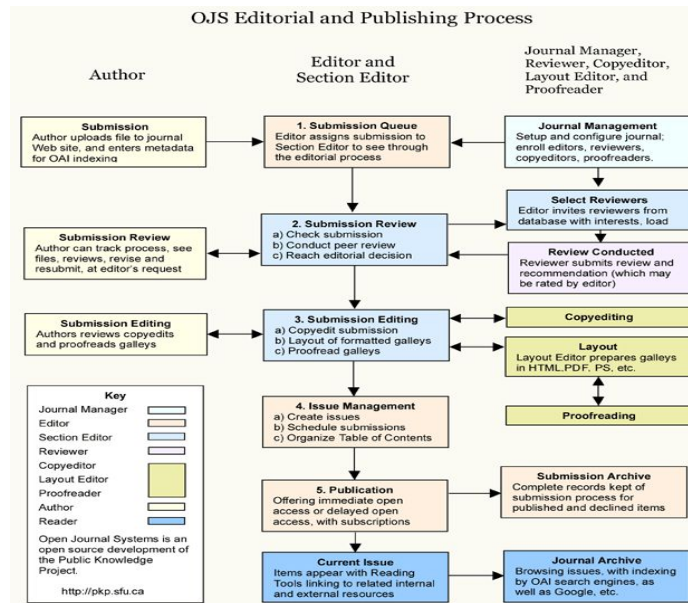 OJS Editorial and Publishing Process
Author
Editor and
Section Editor
Journal Manager,
Reviewer, Copyeditor,
Layout Editor, and
Proofreader
Submission
Author uploads file to journal
Web site, and enters metadata
for OAI indexing
1. Submission Queue
Editor assigns submission to
Section Editor to see through
the editorial process
Journal Management
Setup and configure journal;
enroll editors, reviewers,
copyeditors, proofreaders.
Select Reviewers
Editor invites reviewers from
database with interests, load
Submission Review
Author can track process, see
files, reviews, revise and
resubmit, at editor's request
2. Submission Review
a) Check submission
b) Conduct peer review
c) Reach editorial decision
Review Conducted
Reviewer submits review and
recommendation (which may
be rated by editor)
Submission Editing
Authors reviews copyedits
and proofreads galleys
3. Submission Editing
a) Copyedit submission
b) Layout of formatted galleys
c) Proofread galleys
Copyediting
Layout
Layout Editor prepares galleys
in HTML,PDF, PS, etc.
Proofreading
Key
Journal Manager
Editor
Section Editor
Reviewer
Copyeditor
Layout Editor
Proofreader
Author
Reader
Open Journal Systems is an
open source development of
the Public Knowledge
Project.
http://pkp.sfu.ca
4. Issue Management
a) Create issues
b) Schedule submissions
c) Organize Table of Contents
5. Publication
Offering immediate open
access or delayed open
access, with subscriptions
Submission Archive
Complete records kept of
submission process for
published and declined items
Current Issue
Items appear with Reading
Tools linking to related internal
and external resources
Journal Archive
Browsing issues, with indexing
by OAI search engines, as
well as Google, etc.